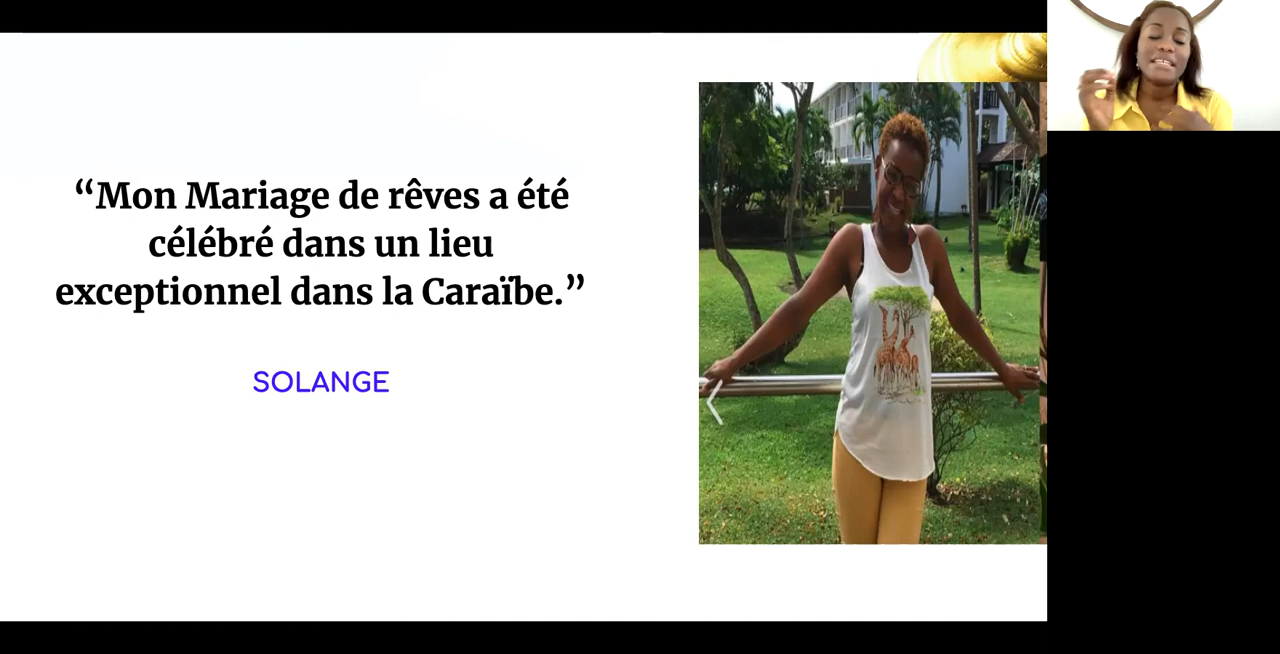 “Mon Mariage de rêves a été
célébré dans un lieu
exceptionnel dans la Caraïbe.”
SOLANGE